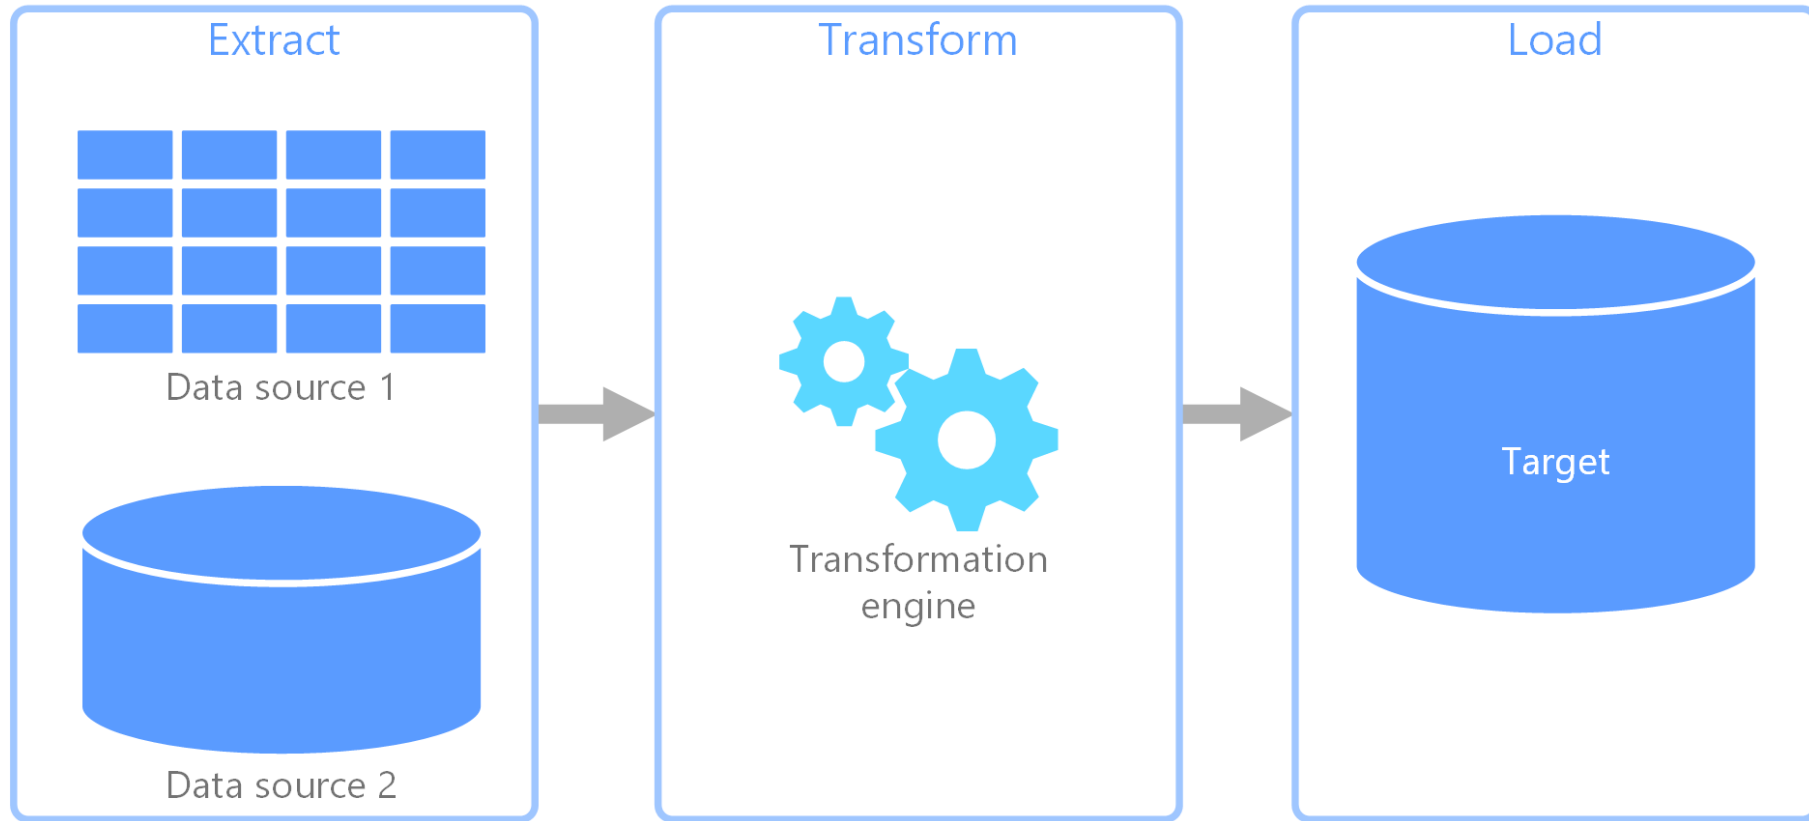 Extract
Data source 1
Data source 2
Transform
Transformation
engine
Load
Target